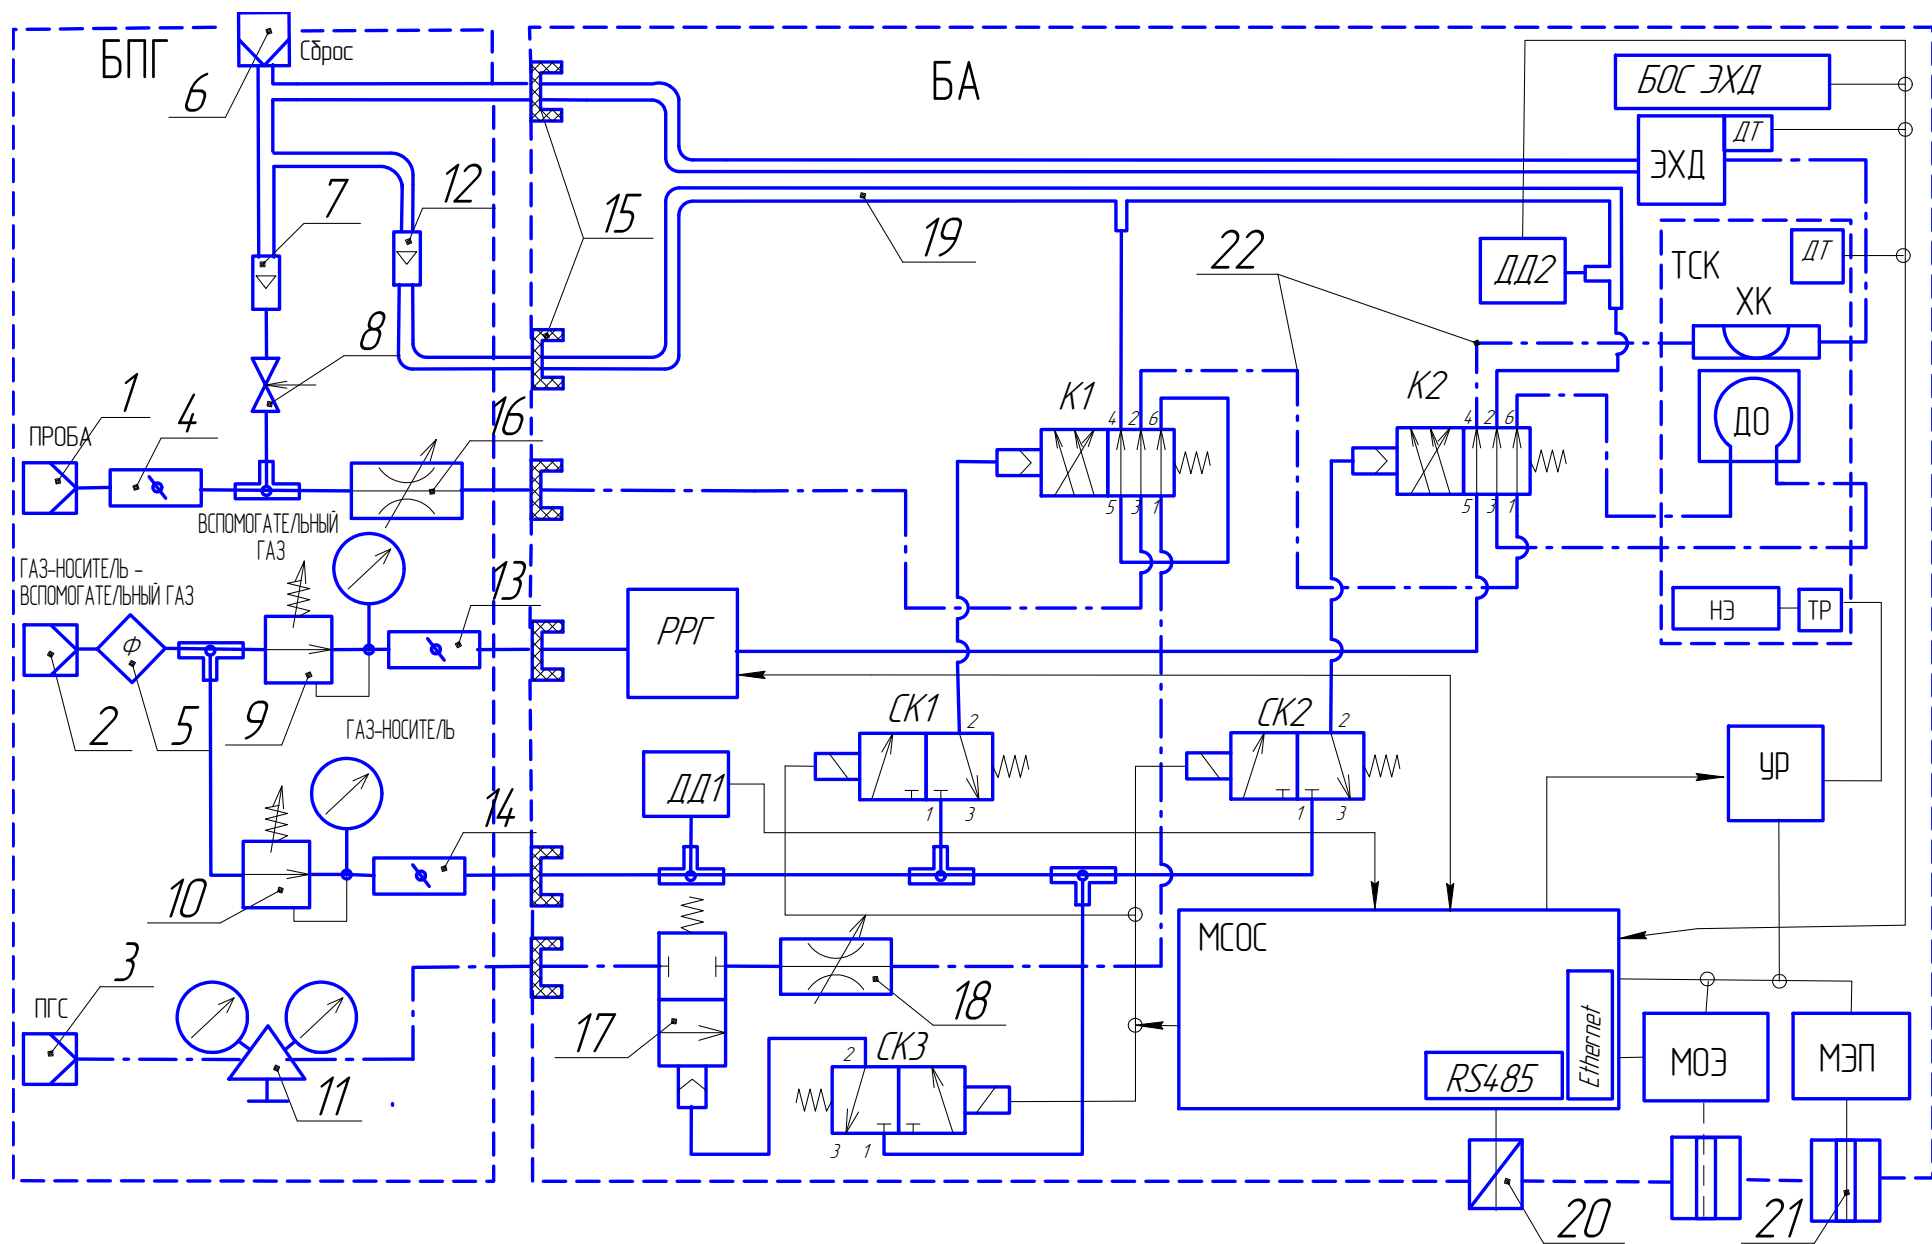 БПГ
Сброс
6
БА
БОС ЭХД
ЭХД
ДТ
7
12
15
19
22
ДД2
ТСК
ДТ
ХК
8
1
4
16
ПРОБА
К1
4 2 6
5 3 1
К2
4 2 6
5 3 1
ДО
ВСПОМОГАТЕЛЬНЫЙ
ГАЗ
ГАЗ-НОСИТЕЛЬ –
ВСПОМОГАТЕЛЬНЫЙ ГАЗ
Ф
13
РРГ
НЭ
ТР
2
5
9
ГАЗ-НОСИТЕЛЬ
СК1
2
1 3
СК2
2
1 3
УР
ДД1
14
10
МСОС
3
ПГС
11
17
18
СК3
2
3 1
RS485
Ethernet
МОЭ
МЭП
20
21